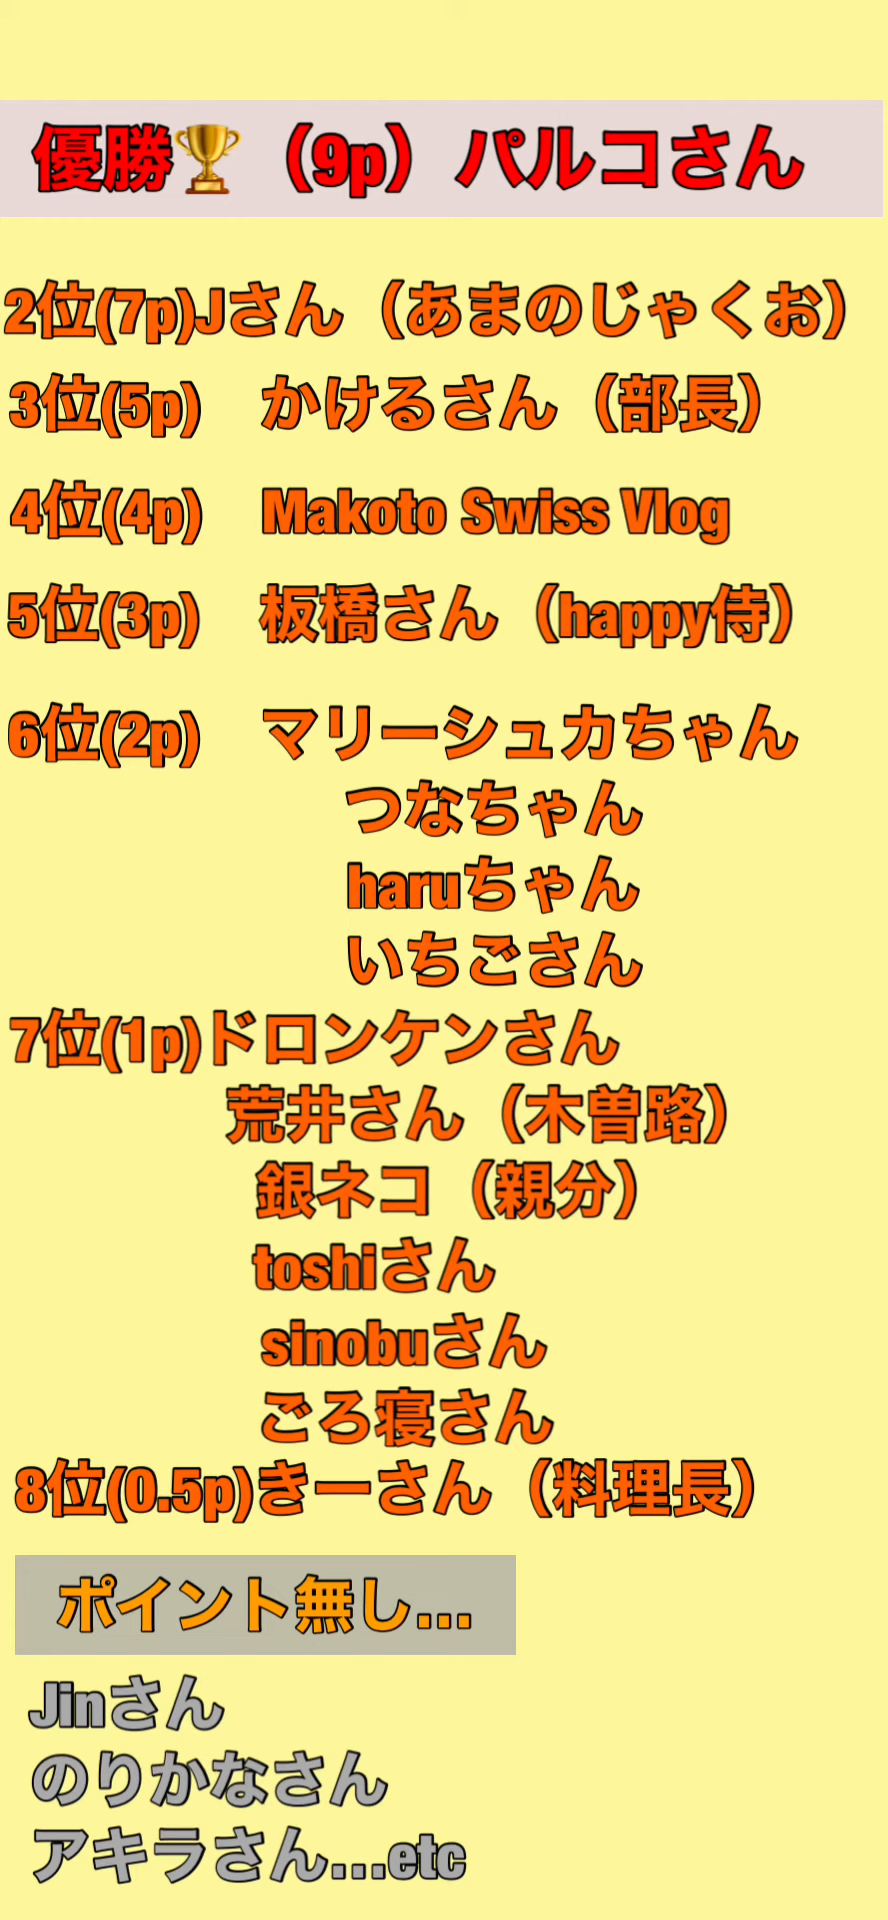 優勝🏆（9p）パルコさん
2位(7p)Jさん（あまのじゃくお）
3位(5p)　かけるさん（部長）
4位(4p)　Makoto Swiss Vlog
5位(3p)　板橋さん（happy侍）
6位(2p)　マリーシュカちゃん
つなちゃん
haruちゃん
いちごさん
7位(1p)ドロンケンさん
荒井さん（木曽路）
銀ネコ（親分）
toshiさん
sinobuさん
ごろ寝さん
8位(0.5p)きーさん（料理長）
ポイント無し…
Jinさん
のりかなさん
アキラさん…etc